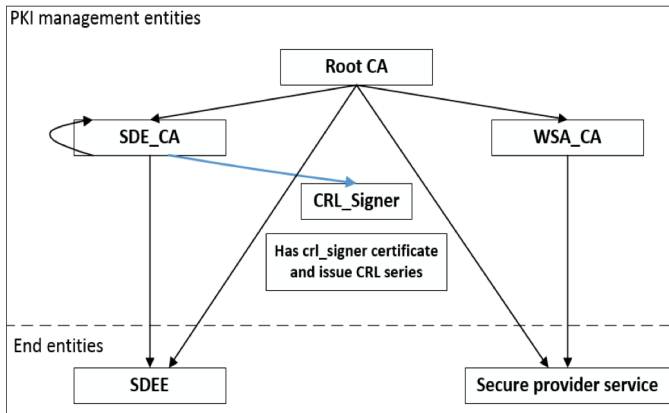 PKI management entities
Root CA
SDE_CA
WSA_CA
CRL_Signer
Has crl_signer certificate
and issue CRL series
End entities
SDEE
Secure provider service